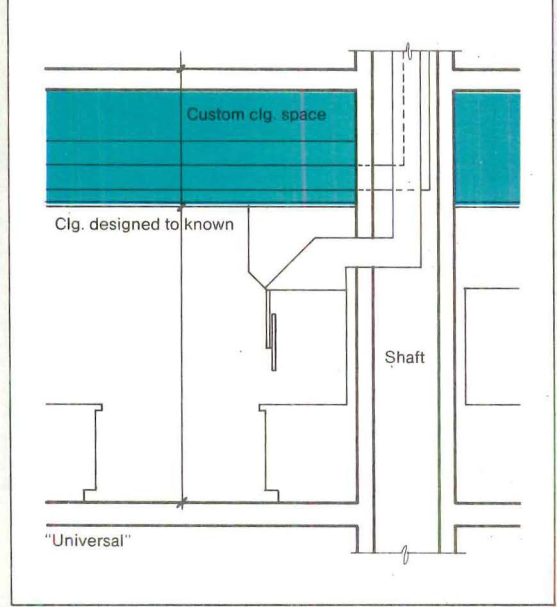 Custom clg. space
Clg. designed to known
Shaft
"Universal"